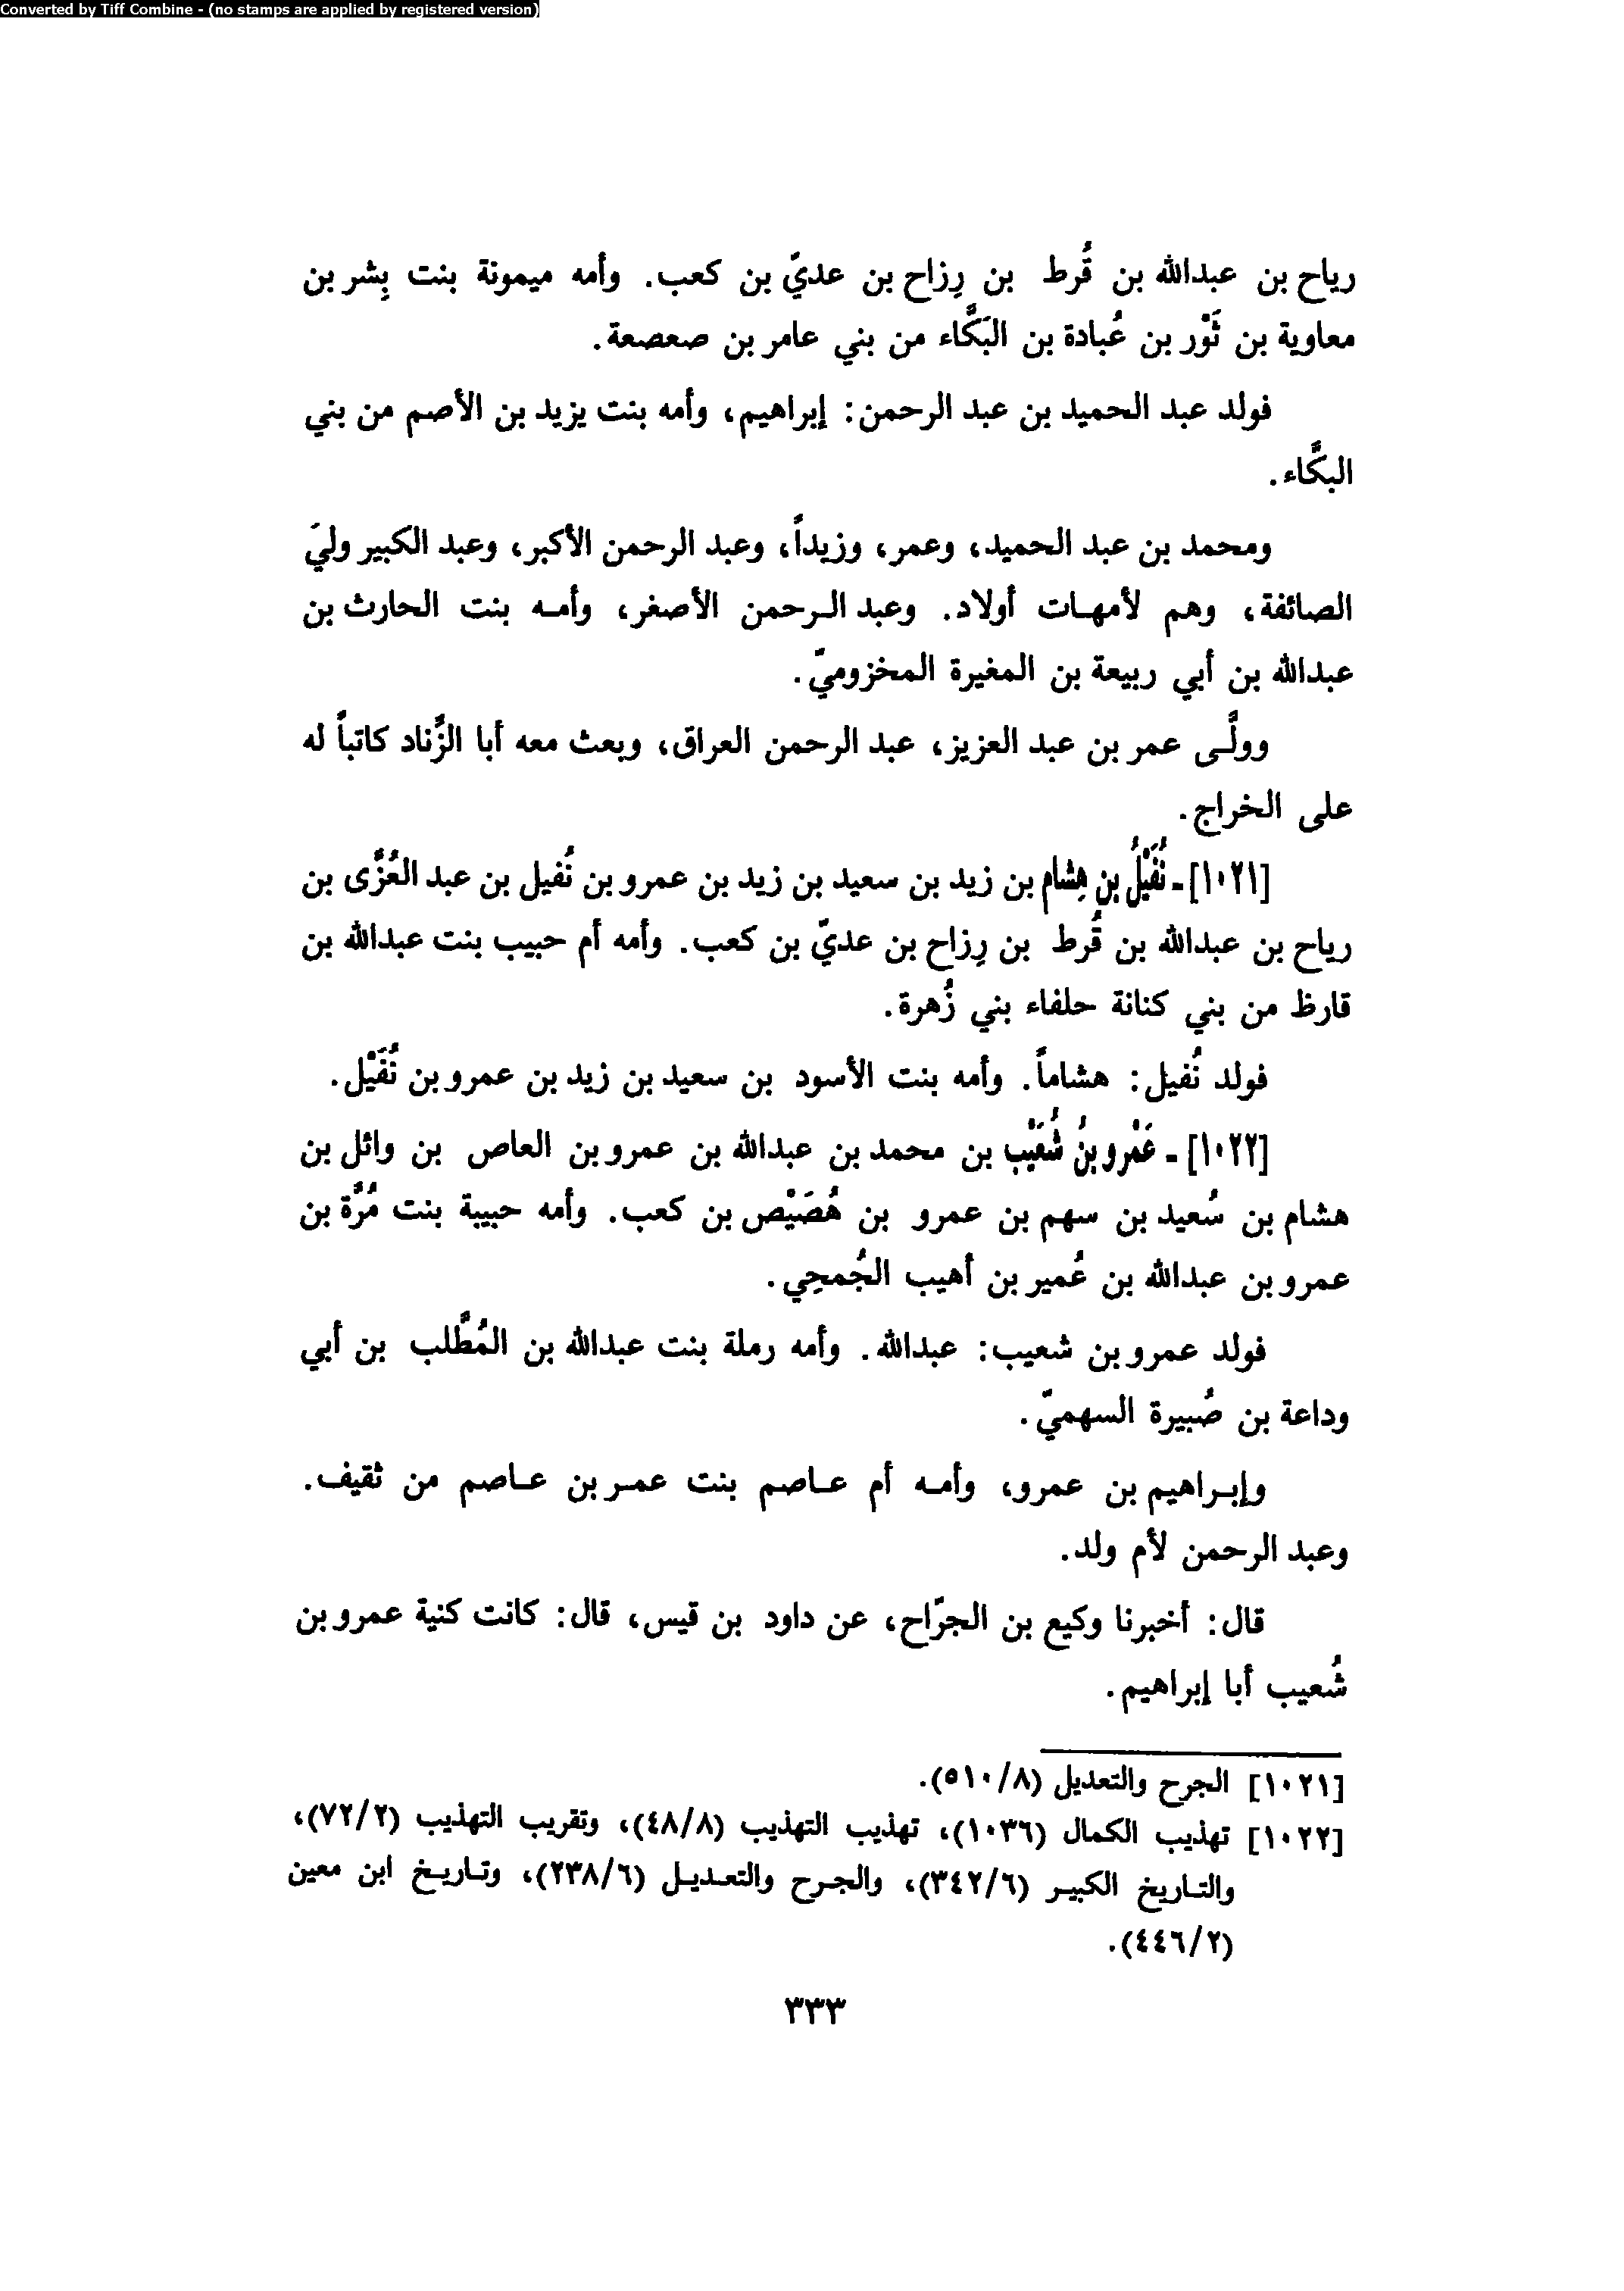 Converted by Tiff Combine - (no stamps are applied by registered version)
رياح بن عبدالله بن قُرط بن رِزاح بن عديّ بن كعب. وأمه ميمونة بنت بِشر بن
معاوية بن ثَوْر بن عُبادة بن البَكَّاء من بني عامر بن صعصعة.
فولد عبد الحميد بن عبد الرحمن: إبراهيم، وأمه بنت يزيد بن الأصم من بني
البكَّاء.
ومحمد بن عبد الحميد، وعمر، وزيداً، وعبد الرحمن الأكبر، وعبد الكبير وليَ
الصائفة، وهم لأمهات أولاد. وعبد الرحمن الأصغر، وأمه بنت الحارث بن
عبدالله بن أبي ربيعة بن المغيرة المخزوميّ.
وولَّى عمر بن عبد العزيز، عبد الرحمن العراق، وبعث معه أبا الزِّناد كاتباً له
على الخراج.
[١٠٢١] - نُفَيْلُ بن هِشام بن زيد بن سعيد بن زيد بن عمرو بن نُفيل بن عبد العُزَّى بن
رياح بن عبدالله بن قُرط بن رِزاح بن عديّ بن كعب. وأمه أم حبيب بنت عبدالله بن
قارظ من بني كنانة حلفاء بني زُهرة.
فولد نُفيل: هشاماً. وأمه بنت الأسود بن سعيد بن زيد بن عمرو بن نُفَيْل.
[١٠٢٢] - عَمْرو بنُ شُعَيْب بن محمد بن عبدالله بن عمرو بن العاص بن وائل بن
هشام بن سُعيد بن سهم بن عمرو بن هُصَيْص بن كعب. وأمه حبيبة بنت مُرَّة بن
عمرو بن عبدالله بن عُمير بن أهيب الجُمحِي.
فولد عمرو بن شعيب: عبدالله. وأمه رملة بنت عبدالله بن المُطَّلب بن أبي
وداعة بن صُبيرة السهميّ.
وإبراهيم بن عمرو، وأمه أم عاصم بنت عمر بن عاصم من ثقيف.
وعبد الرحمن لأم ولد.
قال: أخبرنا وكيع بن الجرّاح، عن داود بن قيس، قال: كانت كنية عمرو بن
شُعيب أبا إبراهيم.
[١٠٢١] الجرح والتعديل (٥١٠/٨).
[١٠٢٢] تهذيب الكمال (١٠٣٦)، تهذيب التهذيب (٤٨/٨)، وتقريب التهذيب (٧٢/٢)،
والتاريخ الكبير (٣٤٢/٦)، والجرح والتعديل (٢٣٨/٦)، وتاريخ ابن معين
(٤٤٦/٢).
٣٣٣